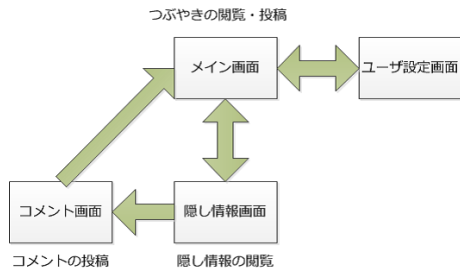 つぶやきの閲覧・投稿
メイン画面
ユーザ設定画面
コメント画面
隠し情報画面
コメントの投稿
隠し情報の閲覧